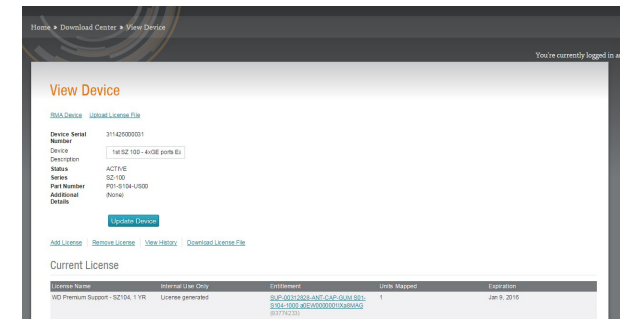 Home » Download Center » View Device
You're currently logged in as
View Device
RMA Device Upload License File
Device Serial Number 311426000031
Device Description 1st SZ 100 - 4xGE ports Ea
Status ACTIVE
Series SZ-100
Part Number P01-S104-US00
Additional Details (None)
Update Device
Add License Remove License View History Download License File
Current License
License Name Internal Use Only Entitlement Units Mapped Expiration
WD Premium Support - SZ104, 1 YR License generated SUP-00312828-ANT-CAP-GUM S01- 1 Jan 9, 2016
(93774233)